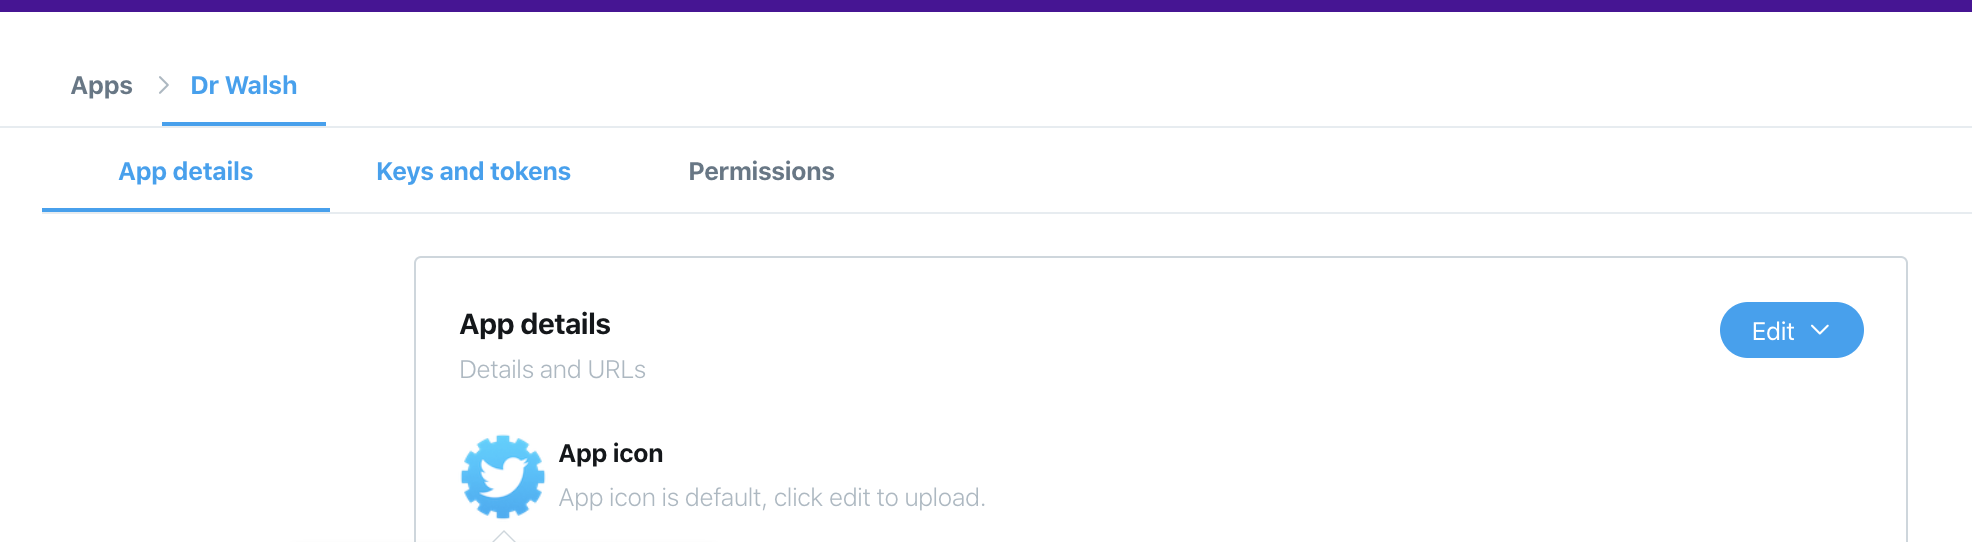 Apps > Dr Walsh
App details Keys and tokens Permissions
App details
Edit
Details and URLs
App icon
App icon is default, click edit to upload.